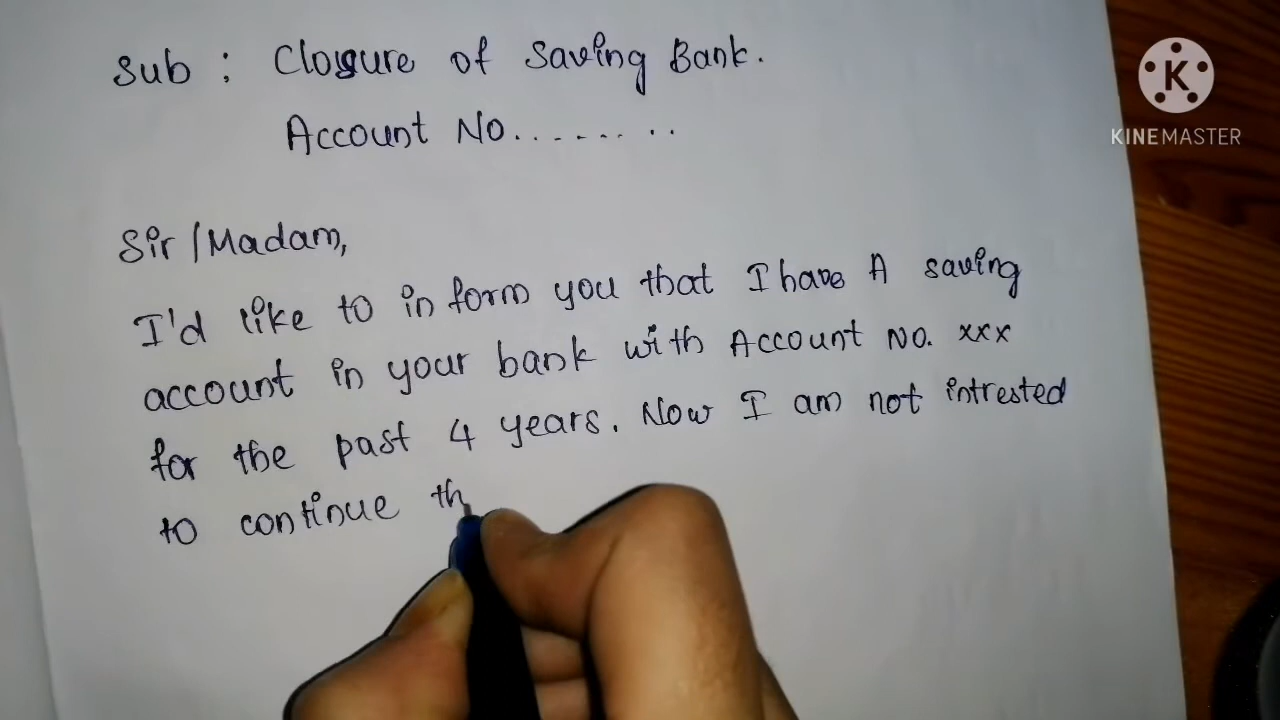 Sub : Closure of Saving Bank.
Account No........
Sir/Madam,
I'd like to inform you that I have A saving
account in your bank with Account No. xxx
for the past 4 years. Now I am not intrested
to continue th
K
KINEMASTER